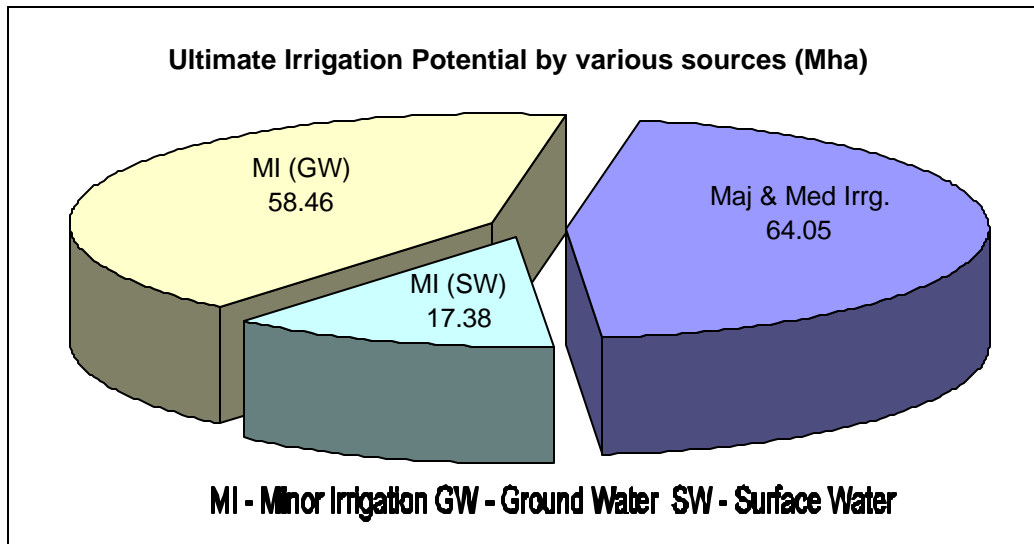 Ultimate Irrigation Potential by various sources (Mha)
MI (GW)
58.46
Maj & Med Irrg.
64.05
MI (SW)
17.38
MI - Minor Irrigation GW - Ground Water SW - Surface Water